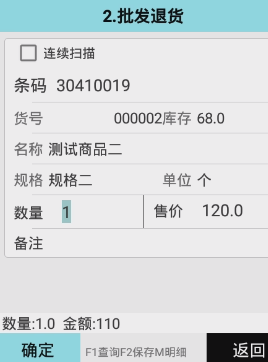 2.批发退货
连续扫描
条码 30410019
货号 000002库存 68.0
名称 测试商品二
规格 规格二 单位 个
数量 1 售价 120.0
备注
数量:1.0 金额:110
确定 F1查询F2保存M明细 返回